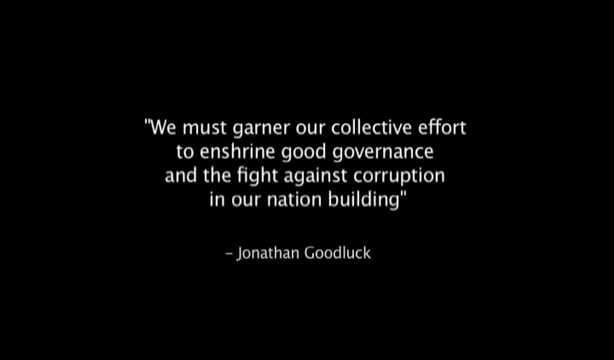 "We must garner our collective effort
to enshrine good governance
and the fight against corruption
in our nation building"
– Jonathan Goodluck